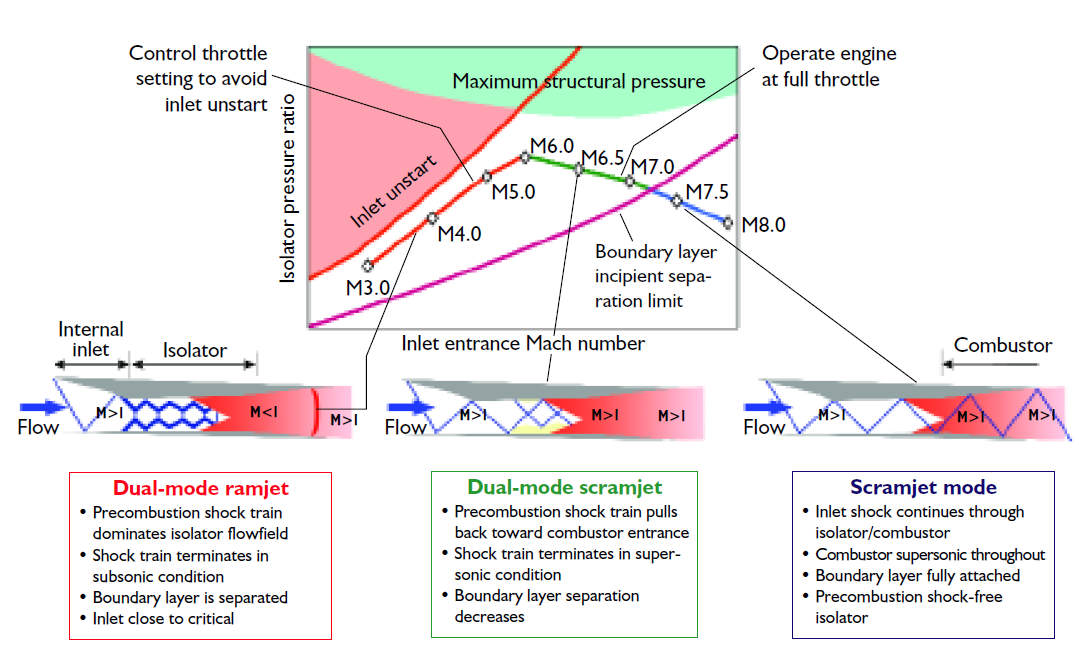 Control throttle
setting to avoid
inlet unstart
Operate engine
at full throttle
Maximum structural pressure
Isolator pressure ratio
Inlet unstart
M3.0
M4.0
M5.0
M6.0
M6.5
M7.0
M7.5
M8.0
Boundary layer
incipient sepa-
ration limit
Inlet entrance Mach number
Internal
inlet
Isolator
Flow
M>1
M<1
M>1
Flow
M>1
M>1
M>1
Combustor
Flow
M>1
M>1
M>1
Dual-mode ramjet
• Precombustion shock train
dominates isolator flowfield
• Shock train terminates in
subsonic condition
• Boundary layer is separated
• Inlet close to critical
Dual-mode scramjet
• Precombustion shock train pulls
back toward combustor entrance
• Shock train terminates in super-
sonic condition
• Boundary layer separation
decreases
Scramjet mode
• Inlet shock continues through
isolator/combustor
• Combustor supersonic throughout
• Boundary layer fully attached
• Precombustion shock-free
isolator